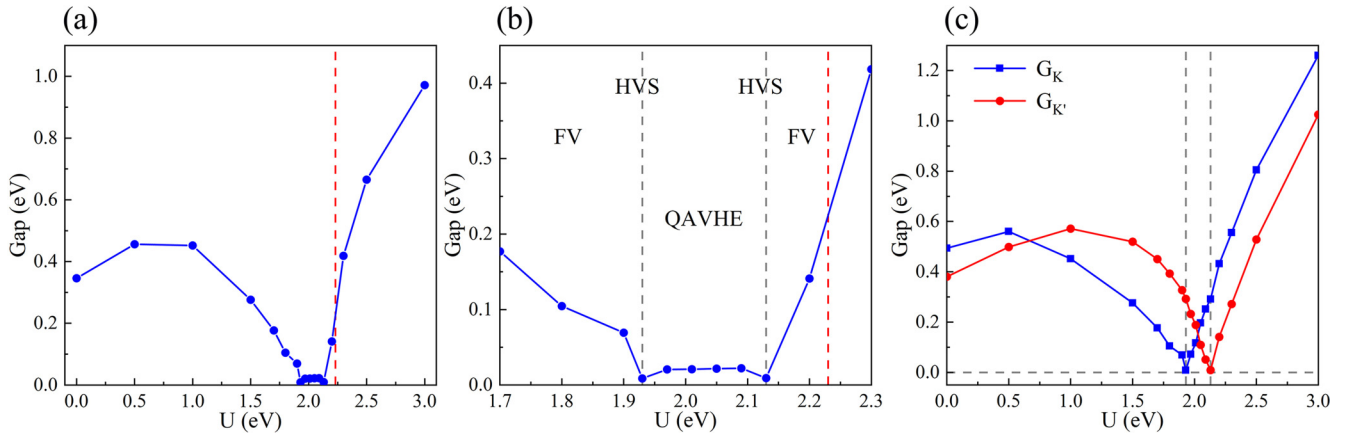 (a)
1.0
0.8
0.6
0.4
0.2
0.0
Gap (eV)
0.0 0.5 1.0 1.5 2.0 2.5 3.0
U (eV)
(b)
0.4
0.3
0.2
0.1
0.0
Gap (eV)
HVS HVS
FV FV
QAVHE
1.7 1.8 1.9 2.0 2.1 2.2 2.3
U (eV)
(c)
1.2
1.0
0.8
0.6
0.4
0.2
0.0
Gap (eV)
G_K
G_K'
0.0 0.5 1.0 1.5 2.0 2.5 3.0
U (eV)